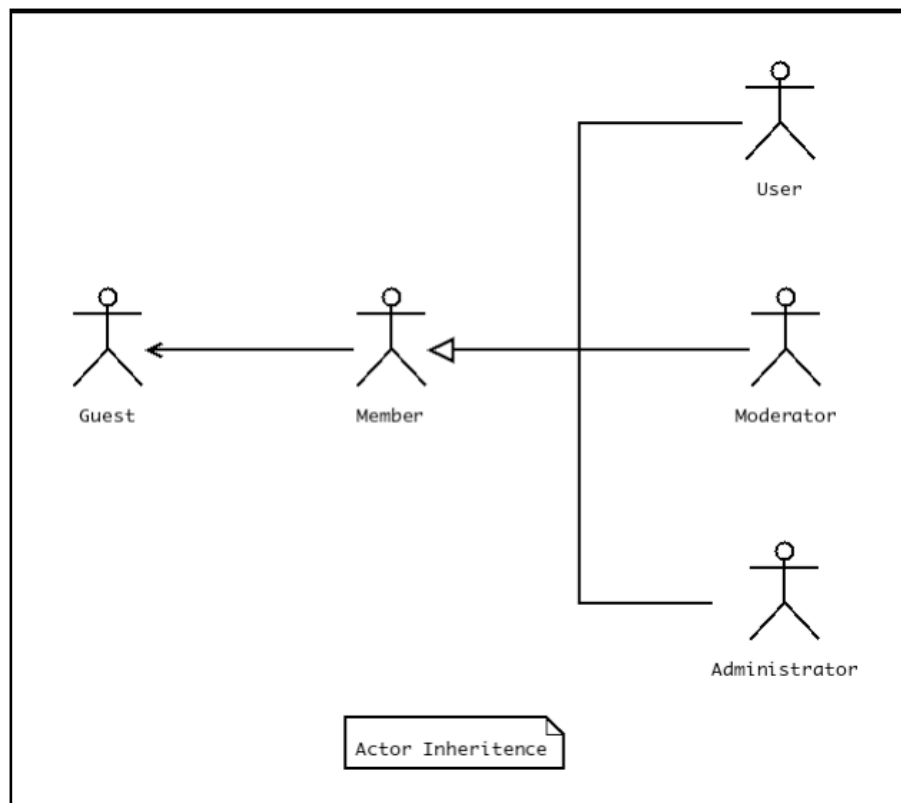 User
Guest
Member
Moderator
Administrator
Actor Inheritence